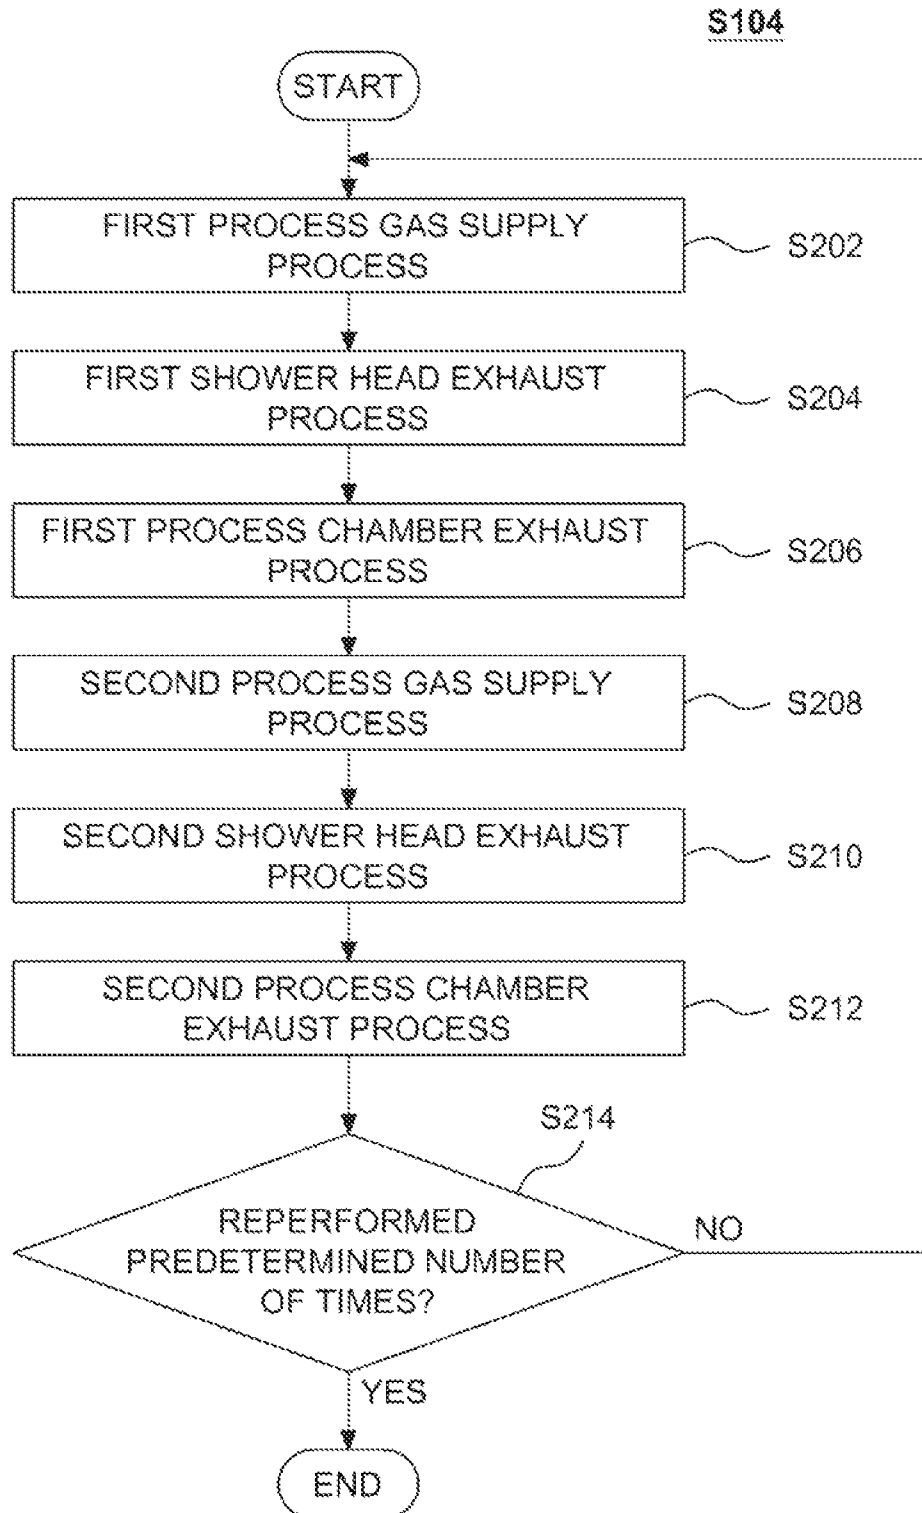 S104
START
FIRST PROCESS GAS SUPPLY
PROCESS
S202
FIRST SHOWER HEAD EXHAUST
PROCESS
S204
FIRST PROCESS CHAMBER EXHAUST
PROCESS
S206
SECOND PROCESS GAS SUPPLY
PROCESS
S208
SECOND SHOWER HEAD EXHAUST
PROCESS
S210
SECOND PROCESS CHAMBER
EXHAUST PROCESS
S212
S214
REPERFORMED
PREDETERMINED NUMBER
OF TIMES?
NO
YES
END